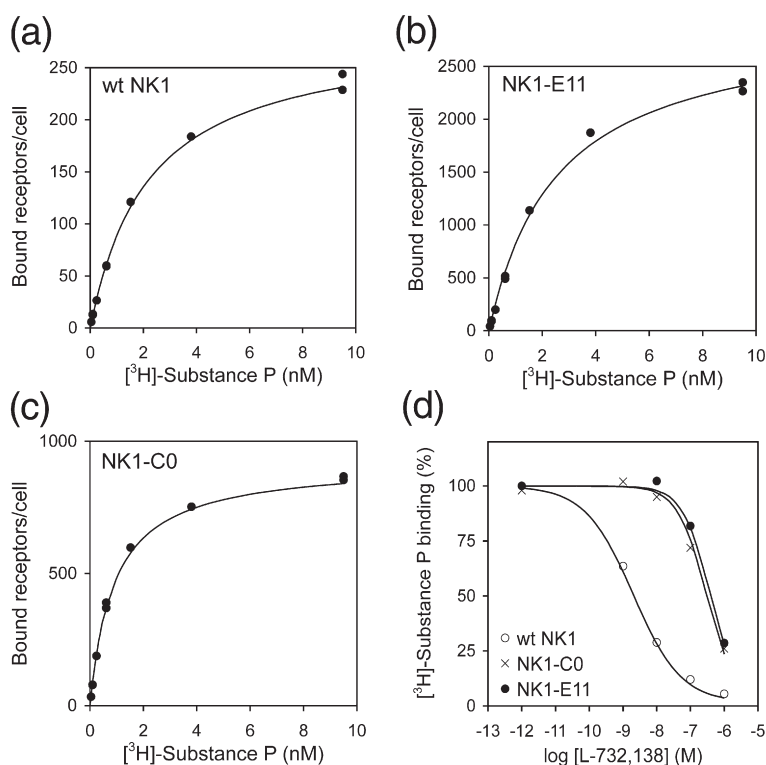 (a)
wt NK1
250
200
150
100
50
0
Bound receptors/cell
0 2 4 6 8 10
[³H]-Substance P (nM)
(b)
NK1-E11
2500
2000
1500
1000
500
0
Bound receptors/cell
0 2 4 6 8 10
[³H]-Substance P (nM)
(c)
NK1-C0
1000
500
0
Bound receptors/cell
0 2 4 6 8 10
[³H]-Substance P (nM)
(d)
100
75
50
25
0
[³H]-Substance P binding (%)
wt NK1
NK1-C0
NK1-E11
-13 -12 -11 -10 -9 -8 -7 -6 -5
log [L-732,138] (M)